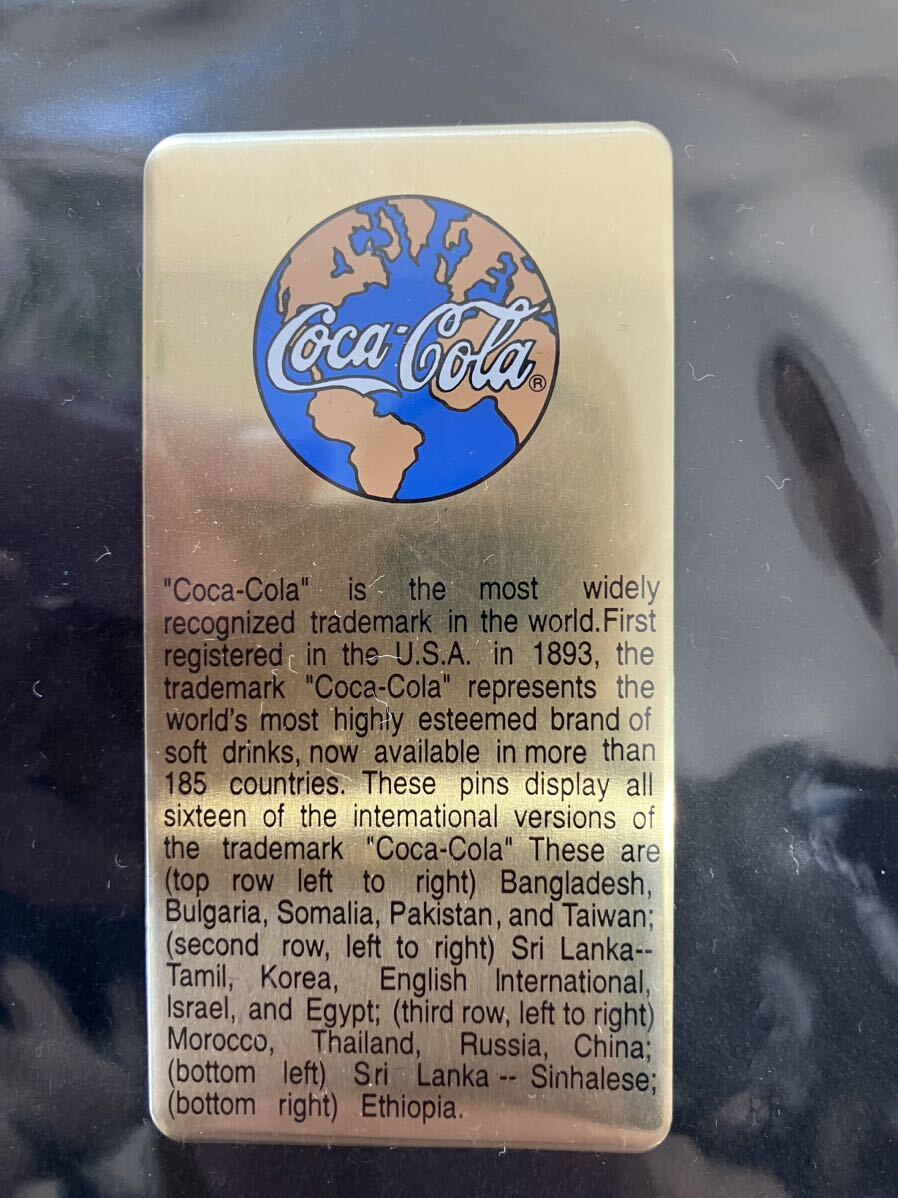 Coca-Cola®
"Coca-Cola" is the most widely
recognized trademark in the world.First
registered in the U.S.A. in 1893, the
trademark "Coca-Cola" represents the
world's most highly esteemed brand of
soft drinks, now available in more than
185 countries. These pins display all
sixteen of the international versions of
the trademark "Coca-Cola" These are
(top row left to right) Bangladesh,
Bulgaria, Somalia, Pakistan, and Taiwan;
(second row, left to right) Sri Lanka--
Tamil, Korea, English International,
Israel, and Egypt; (third row, left to right)
Morocco, Thailand, Russia, China;
(bottom left) Sri Lanka -- Sinhalese;
(bottom right) Ethiopia.